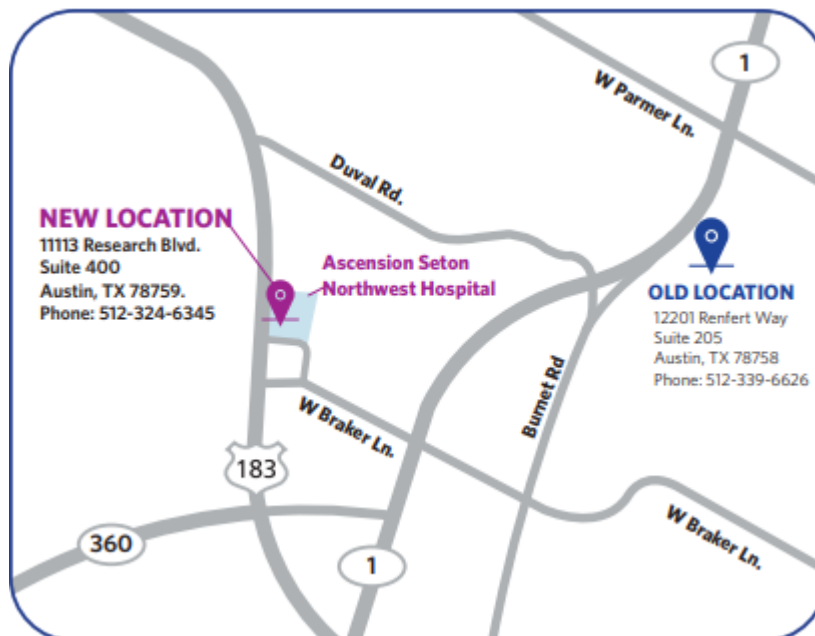 1
W Parmer Ln.
Duval Rd.
NEW LOCATION
11113 Research Blvd.
Suite 400
Austin, TX 78759.
Phone: 512-324-6345
Ascension Seton
Northwest Hospital
OLD LOCATION
12201 Renfert Way
Suite 205
Austin, TX 78758
Phone: 512-339-6626
Burnet Rd
W Braker Ln.
183
W Braker Ln.
360
1